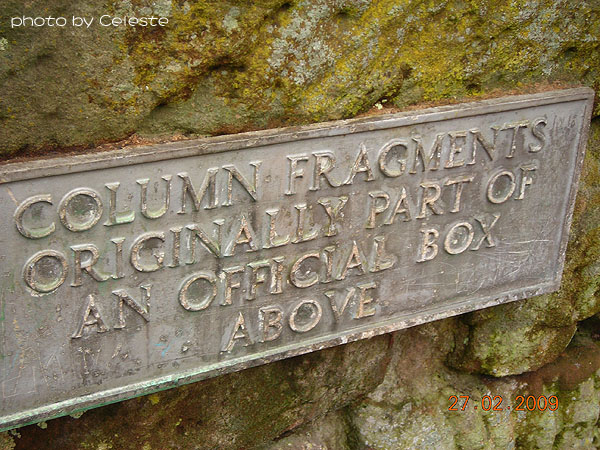 photo by Celeste
COLUMN FRAGMENTS
ORIGINALLY PART OF
AN OFFICIAL BOX
ABOVE
27.02.2009